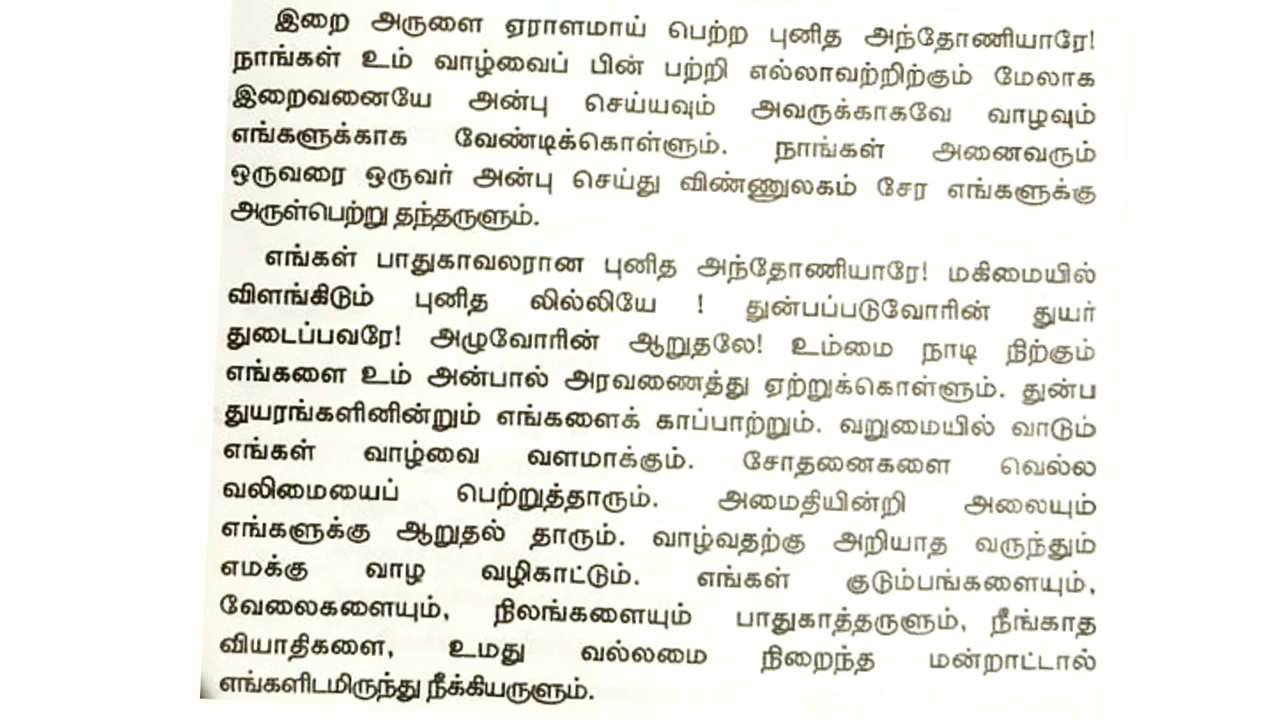 இறை அருளை ஏராளமாய் பெற்ற புனித அந்தோணியாரே!
நாங்கள் உம் வாழ்வைப் பின் பற்றி எல்லாவற்றிற்கும் மேலாக
இறைவனையே அன்பு செய்யவும் அவருக்காகவே வாழவும்
எங்களுக்காக வேண்டிக்கொள்ளும். நாங்கள் அனைவரும்
ஒருவரை ஒருவர் அன்பு செய்து விண்ணுலகம் சேர எங்களுக்கு
அருள்பெற்று தந்தருளும்.
எங்கள் பாதுகாவலரான புனித அந்தோணியாரே! மகிமையில்
விளங்கிடும் புனித லில்லியே ! துன்பப்படுவோரின் துயர்
துடைப்பவரே! அழுவோரின் ஆறுதலே! உம்மை நாடி நிற்கும்
எங்களை உம் அன்பால் அரவணைத்து ஏற்றுக்கொள்ளும். துன்ப
துயரங்களினின்றும் எங்களைக் காப்பாற்றும். வறுமையில் வாடும்
எங்கள் வாழ்வை வளமாக்கும். சோதனைகளை வெல்ல
வலிமையைப் பெற்றுத்தாரும். அமைதியின்றி அலையும்
எங்களுக்கு ஆறுதல் தாரும். வாழ்வதற்கு அறியாத வருந்தும்
எமக்கு வாழ வழிகாட்டும். எங்கள் குடும்பங்களையும்,
வேலைகளையும், நிலங்களையும் பாதுகாத்தருளும், நீங்காத
வியாதிகளை, உமது வல்லமை நிறைந்த மன்றாட்டால்
எங்களிடமிருந்து நீக்கியருளும்.